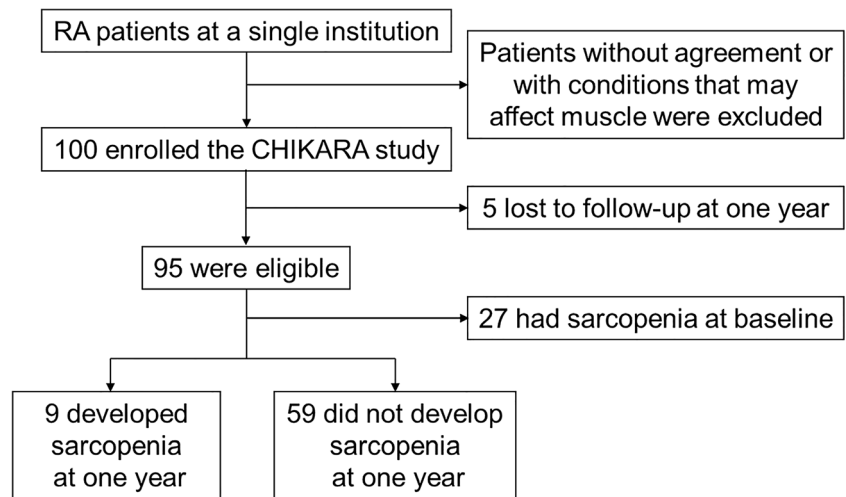 RA patients at a single institution
Patients without agreement or
with conditions that may
affect muscle were excluded
100 enrolled the CHIKARA study
5 lost to follow-up at one year
95 were eligible
27 had sarcopenia at baseline
9 developed
sarcopenia
at one year
59 did not develop
sarcopenia
at one year